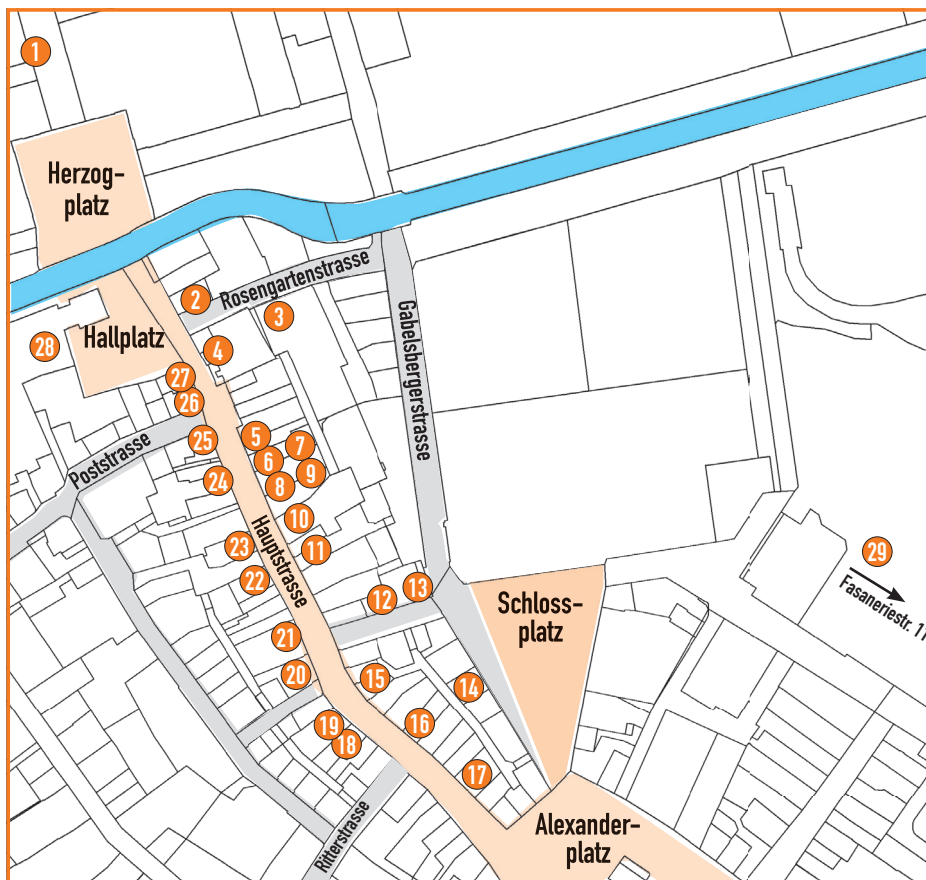 1
Herzog-
platz
2
Rosengartenstrasse
3
Hallplatz
28
4
27
26
Gabelsbergerstrasse
25
5
7
6
Poststrasse
24
8
9
10
Hauptstrasse
23
11
29
Fasaneriestr. 11
22
12
13
Schloss-
platz
21
20
15
14
19
18
16
17
Ritterstrasse
Alexander-
platz